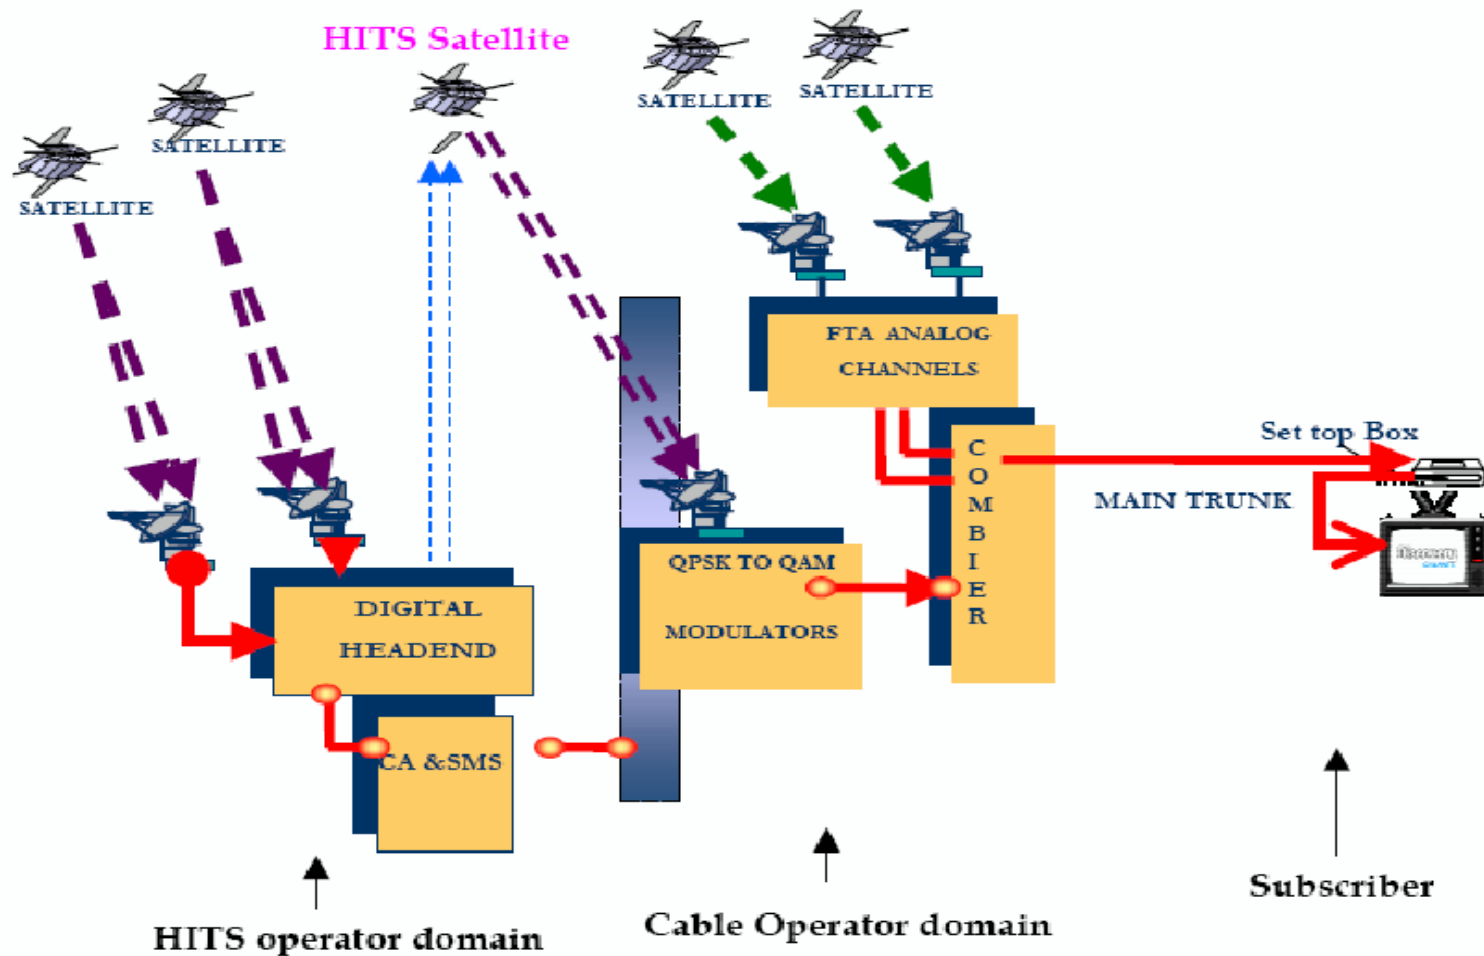 HITS Satellite
SATELLITE
SATELLITE
SATELLITE
SATELLITE
FTA ANALOG
CHANNELS
Set top Box
MAIN TRUNK
C
O
M
B
I
E
R
QPSK TO QAM
MODULATORS
DIGITAL
HEADEND
CA &SMS
HITS operator domain
Cable Operator domain
Subscriber